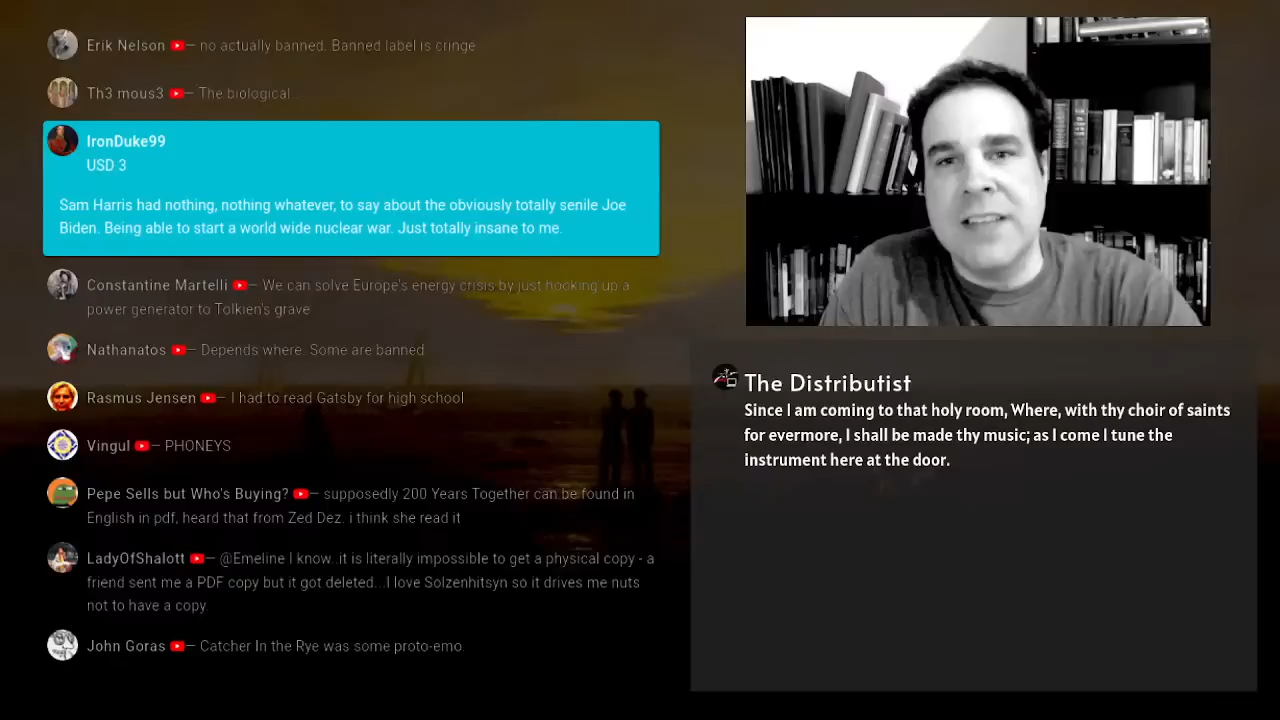 Erik Nelson — no actually banned. Banned label is cringe
Th3 mous3 — The biological...
IronDuke99
USD 3
Sam Harris had nothing, nothing whatever, to say about the obviously totally senile Joe
Biden. Being able to start a world wide nuclear war. Just totally insane to me.
Constantine Martelli — We can solve Europe's energy crisis by just hooking up a
power generator to Tolkien's grave
Nathanatos — Depends where. Some are banned
Rasmus Jensen — I had to read Gatsby for high school
Vingul — PHONEYS
Pepe Sells but Who's Buying? — supposedly 200 Years Together can be found in
English in pdf, heard that from Zed Dez. i think she read it
LadyOfShalott — @Emeline I know..it is literally impossible to get a physical copy - a
friend sent me a PDF copy but it got deleted...I love Solzenhitsyn so it drives me nuts
not to have a copy.
John Goras — Catcher In the Rye was some proto-emo.
The Distributist
Since I am coming to that holy room, Where, with thy choir of saints
for evermore, I shall be made thy music; as I come I tune the
instrument here at the door.